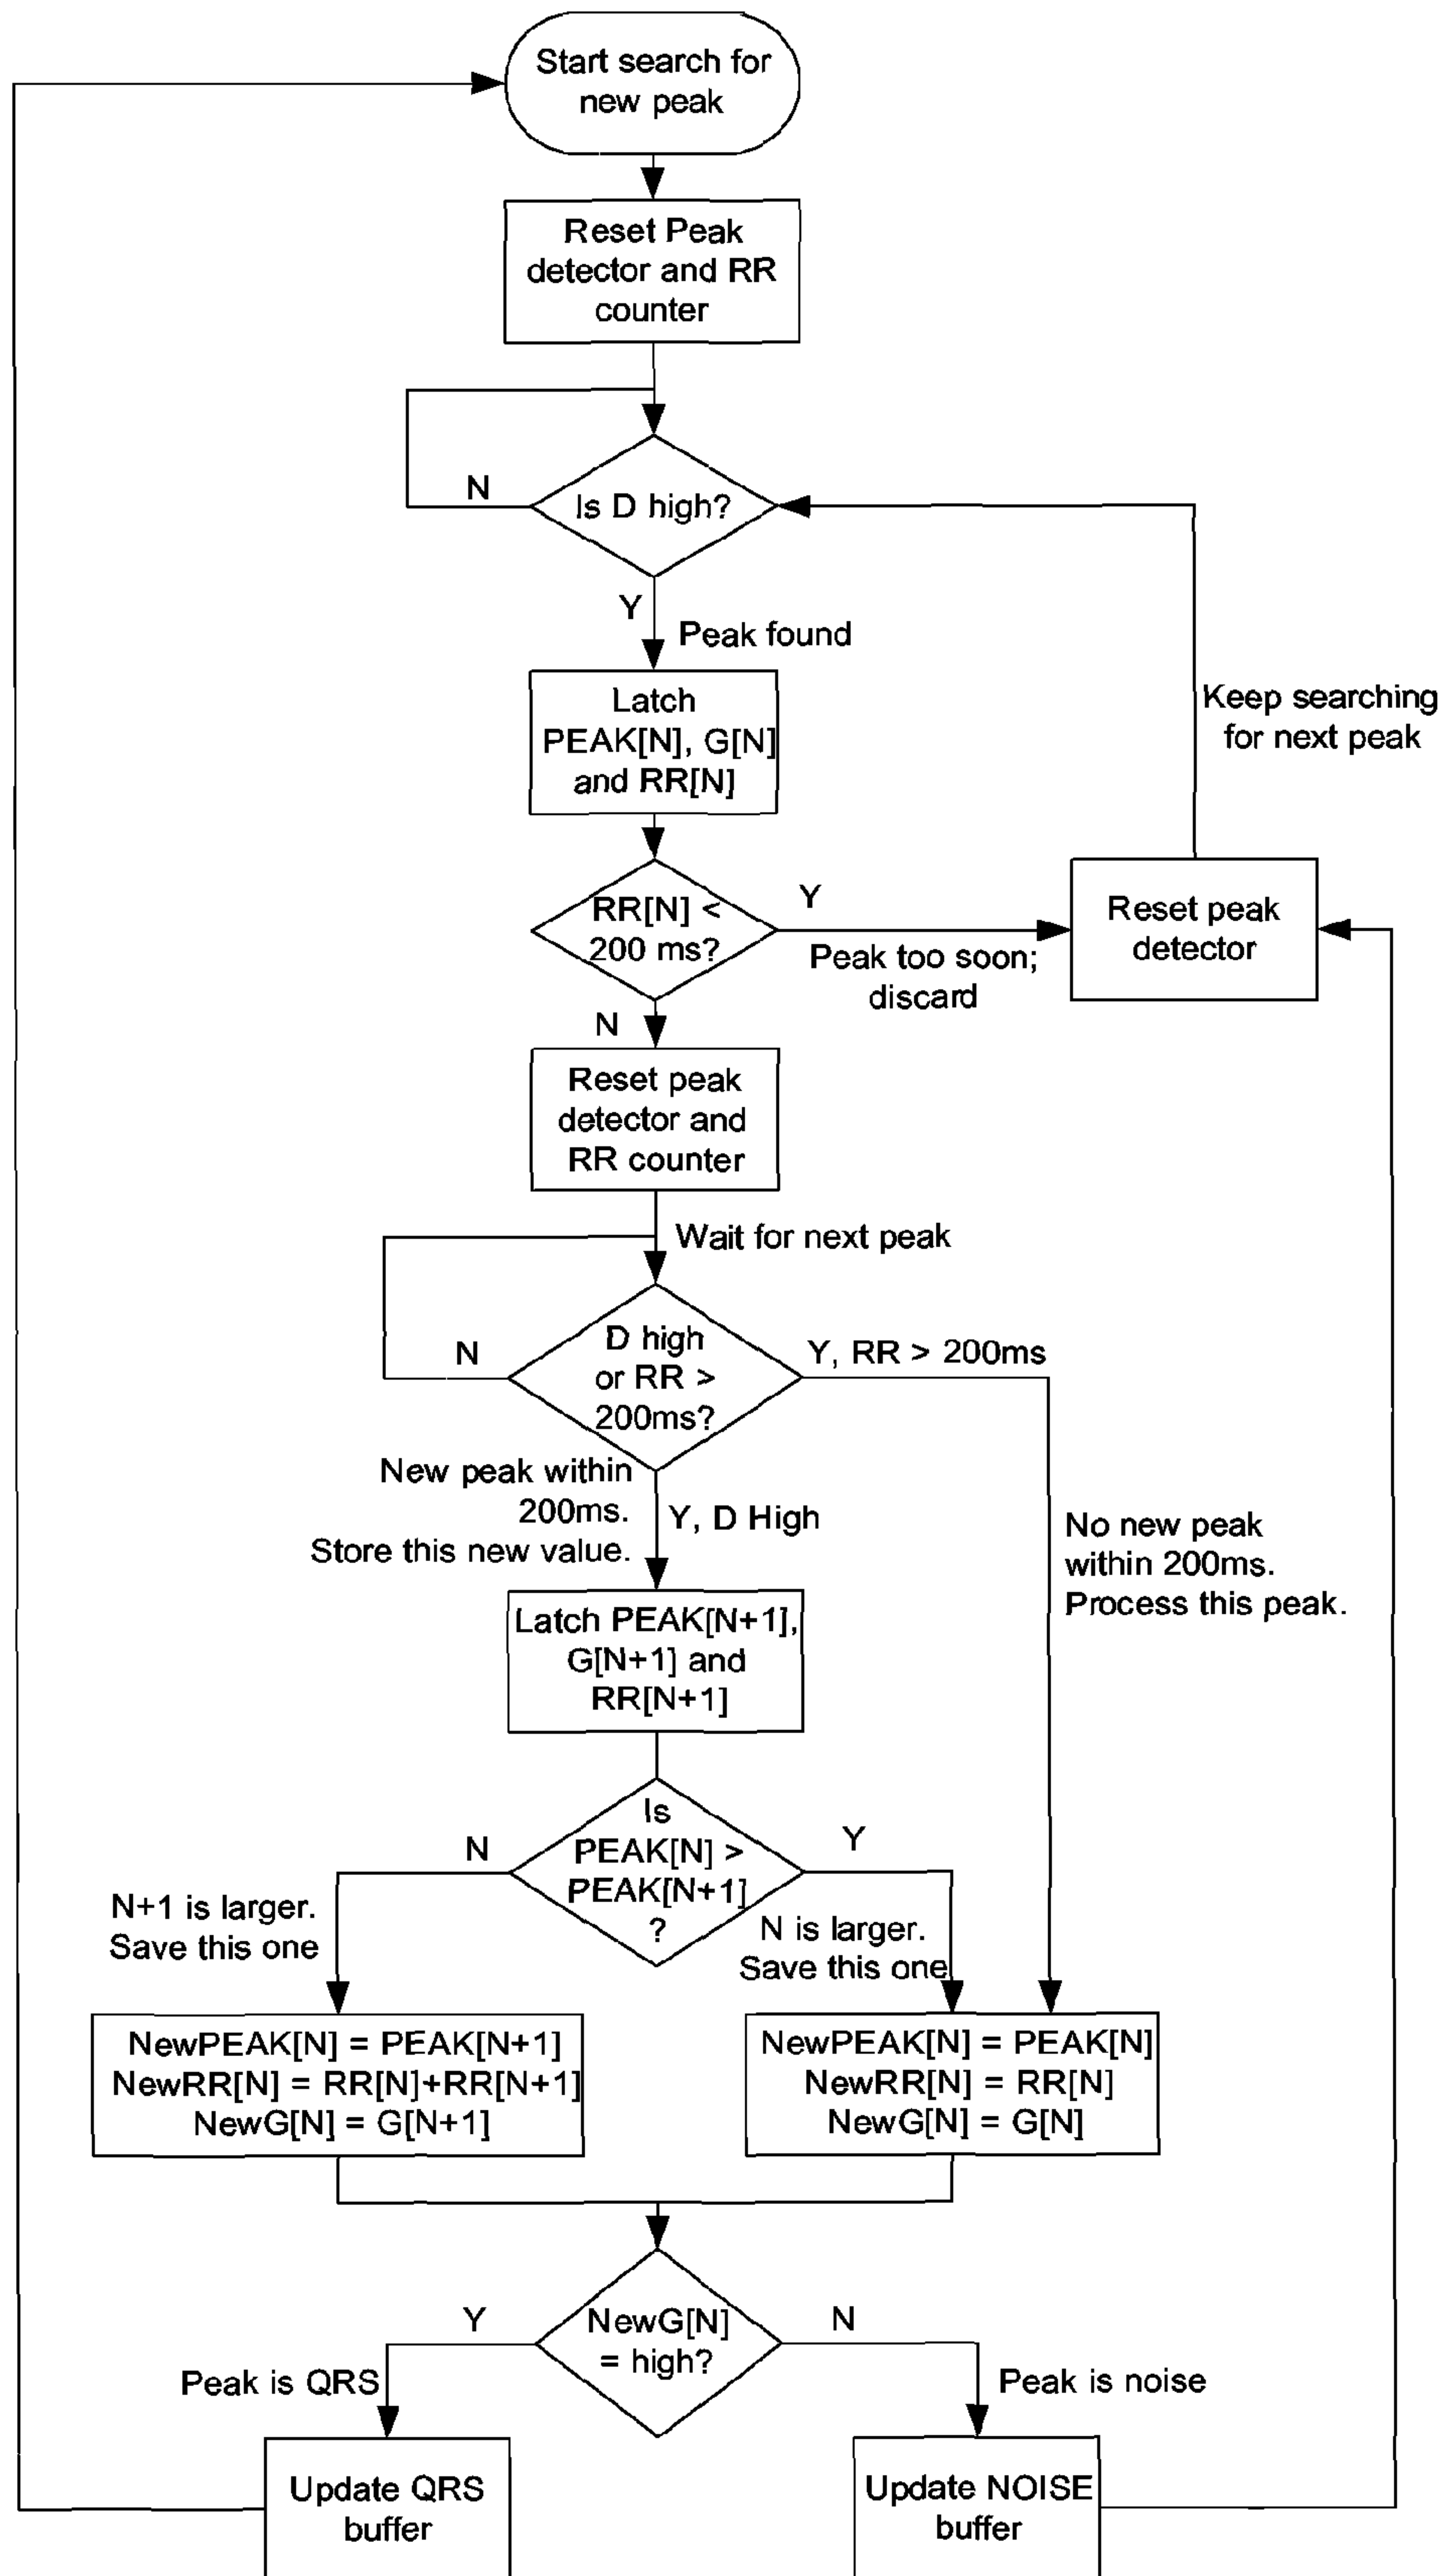 Start search for
new peak
Reset Peak
detector and RR
counter
N
Is D high?
Y
Peak found
Latch
PEAK[N], G[N]
and RR[N]
Keep searching
for next peak
RR[N] <
200 ms?
Y
Peak too soon;
discard
Reset peak
detector
N
Reset peak
detector and
RR counter
Wait for next peak
N
D high
or RR >
200ms?
Y, RR > 200ms
New peak within
200ms.
Store this new value.
Y, D High
No new peak
within 200ms.
Process this peak.
Latch PEAK[N+1],
G[N+1] and
RR[N+1]
N
Is
PEAK[N] >
PEAK[N+1]
?
Y
N+1 is larger.
Save this one
N is larger.
Save this one
NewPEAK[N] = PEAK[N+1]
NewRR[N] = RR[N]+RR[N+1]
NewG[N] = G[N+1]
NewPEAK[N] = PEAK[N]
NewRR[N] = RR[N]
NewG[N] = G[N]
Y
NewG[N]
= high?
N
Peak is QRS
Peak is noise
Update QRS
buffer
Update NOISE
buffer